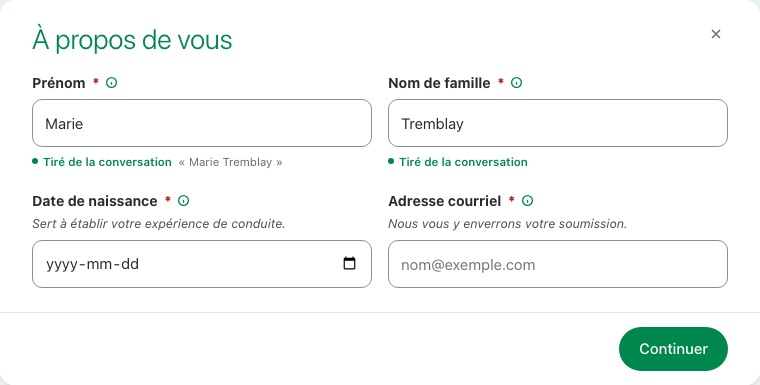 À propos de vous
Prénom *
Nom de famille *
Marie
Tremblay
Tiré de la conversation « Marie Tremblay »
Tiré de la conversation
Date de naissance *
Adresse courriel *
Sert à établir votre expérience de conduite.
Nous vous y enverrons votre soumission.
yyyy-mm-dd
nom@exemple.com
Continuer